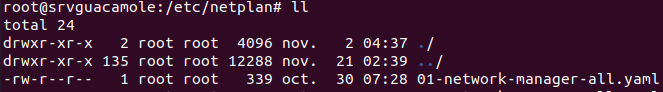 root@srvguacamole:/etc/netplan# ll
total 24
drwxr-xr-x   2 root root  4096 nov.   2 04:37 ./
drwxr-xr-x 135 root root 12288 nov.  21 02:39 ../
-rw-r--r--   1 root root   339 oct.  30 07:28 01-network-manager-all.yaml